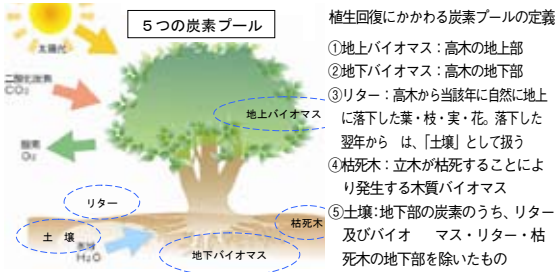 5つの炭素プール
太陽光
二酸化炭素
CO₂
酸素
O₂
地上バイオマス
リター
枯死木
土 壌
H₂O
地下バイオマス
植生回復にかかわる炭素プールの定義
①地上バイオマス：高木の地上部
②地下バイオマス：高木の地下部
③リター：高木から当該年に自然に地上
に落下した葉・枝・実・花。落下した
翌年から　は、「土壌」として扱う
④枯死木：立木が枯死することによ
り発生する木質バイオマス
⑤土壌：地下部の炭素のうち、リター
及びバイオ　　マス・リター・枯
死木の地下部を除いたもの